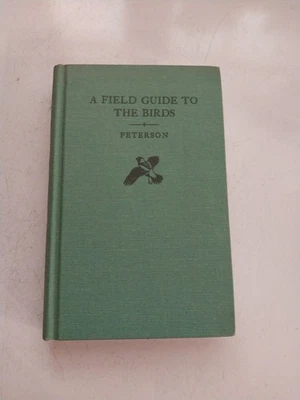 A FIELD GUIDE TO
THE BIRDS
PETERSON